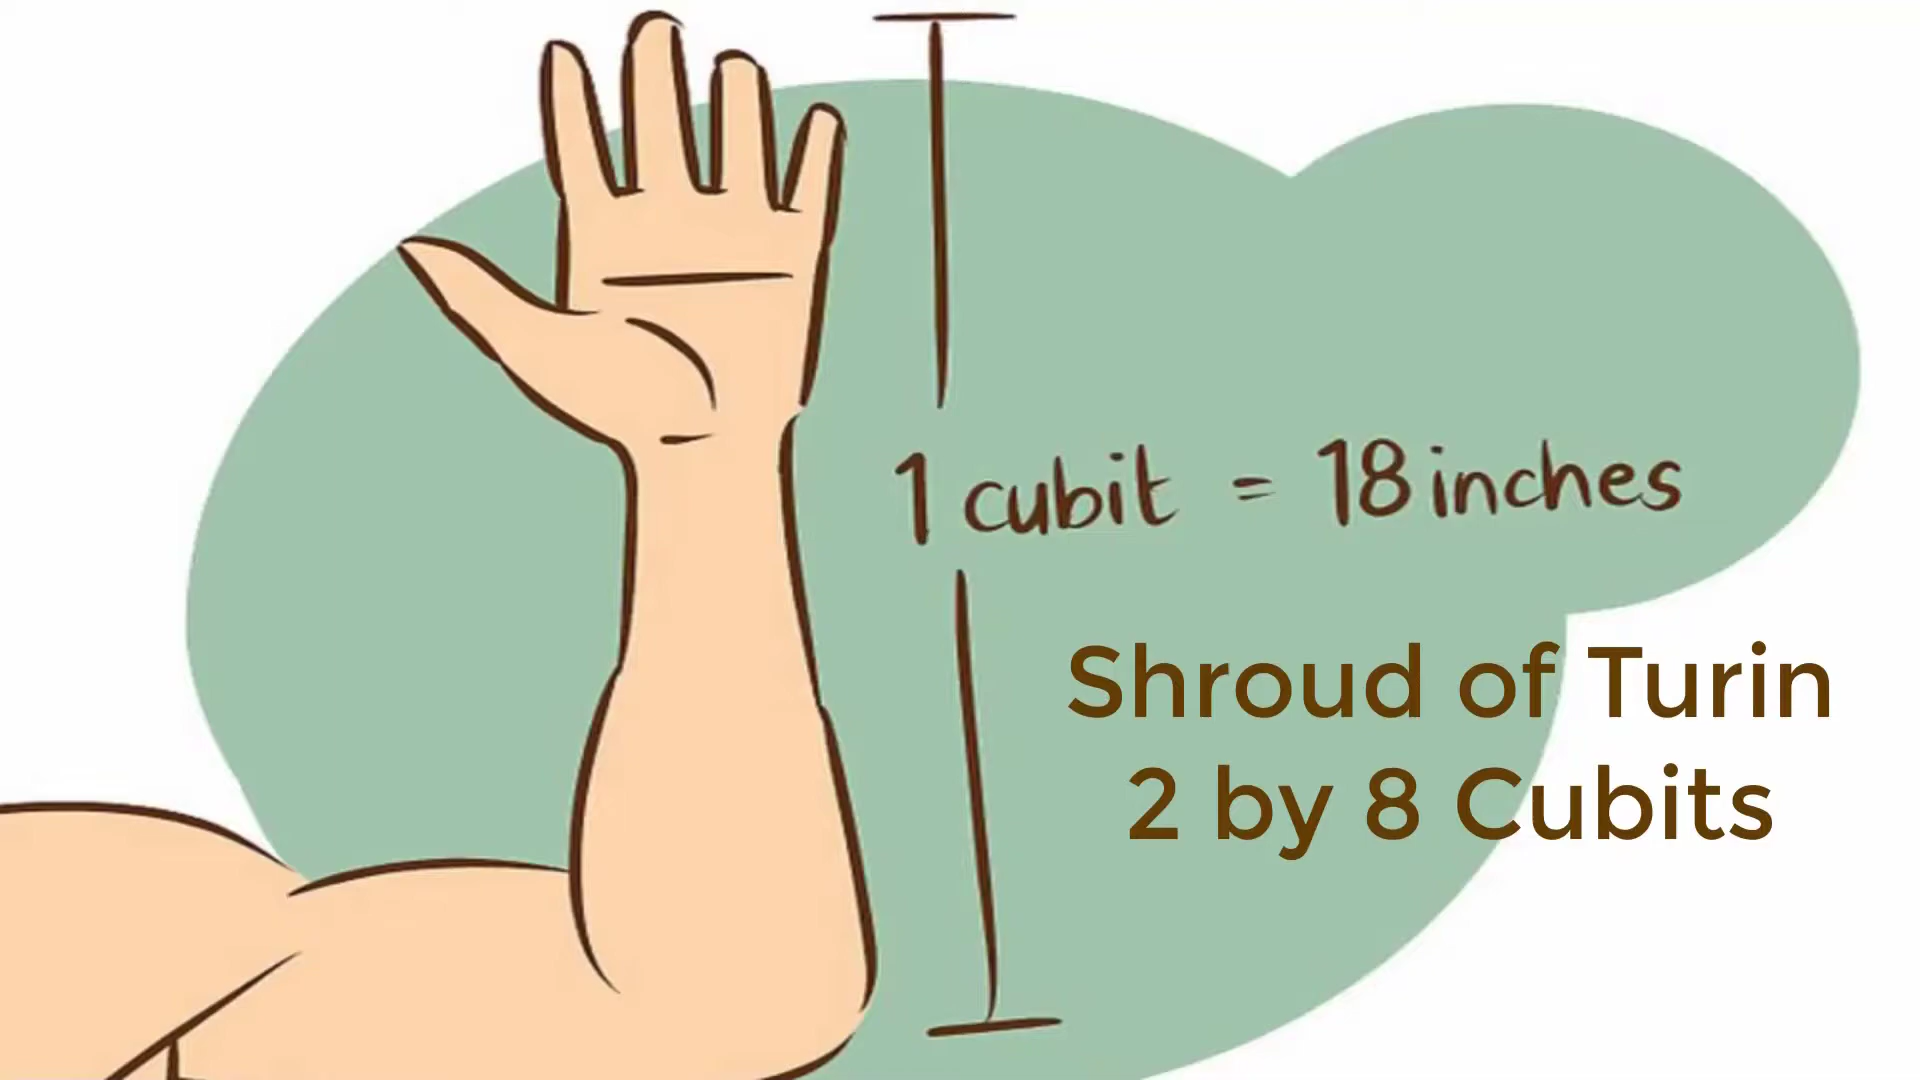 1 cubit = 18 inches
Shroud of Turin
2 by 8 Cubits